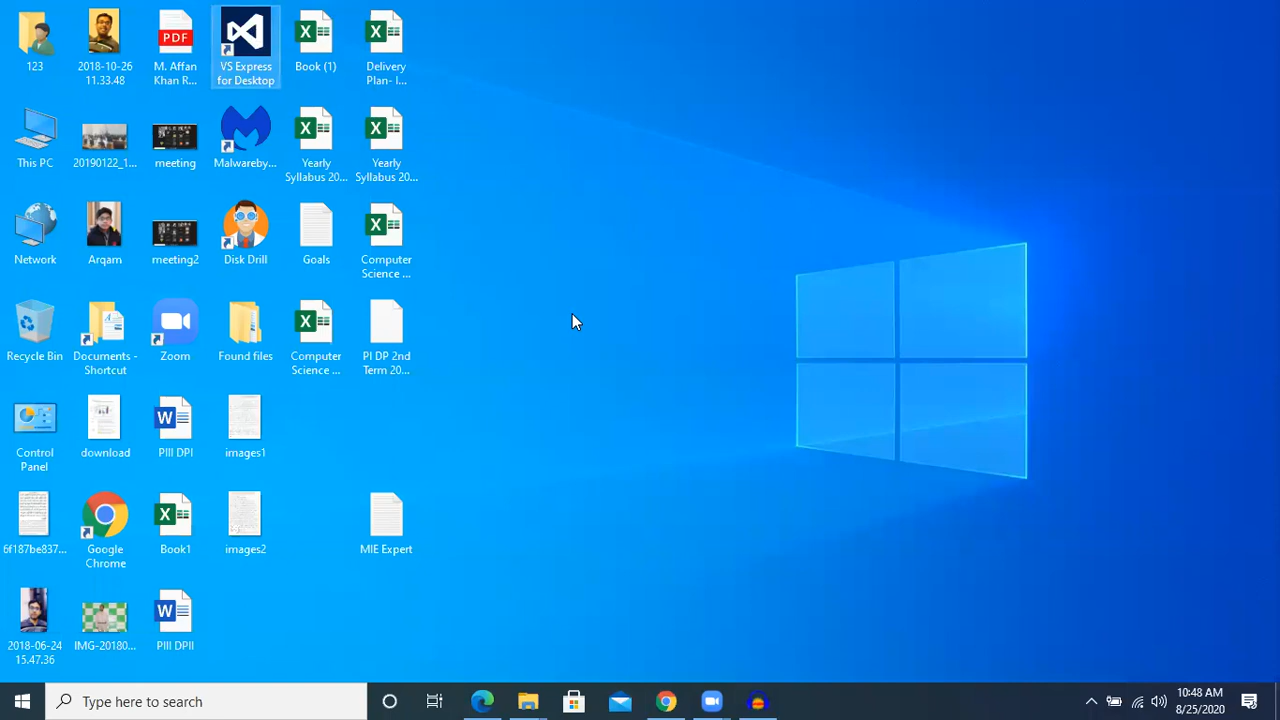 123
2018-10-26
11.33.48
PDF
M. Affan
Khan R...
VS Express
for Desktop
Book (1)
Delivery
Plan- I...
This PC
20190122_1...
meeting
Malwareby...
Yearly
Syllabus 20...
Yearly
Syllabus 20...
Network
Arqam
meeting2
Disk Drill
Goals
Computer
Science ...
Recycle Bin
Documents -
Shortcut
Zoom
Found files
Computer
Science ...
PI DP 2nd
Term 20...
Control
Panel
download
PIII DPI
images1
6f187be837...
Google
Chrome
Book1
images2
MIE Expert
2018-06-24
15.47.36
IMG-20180...
PIII DPII
Type here to search
10:48 AM
8/25/2020